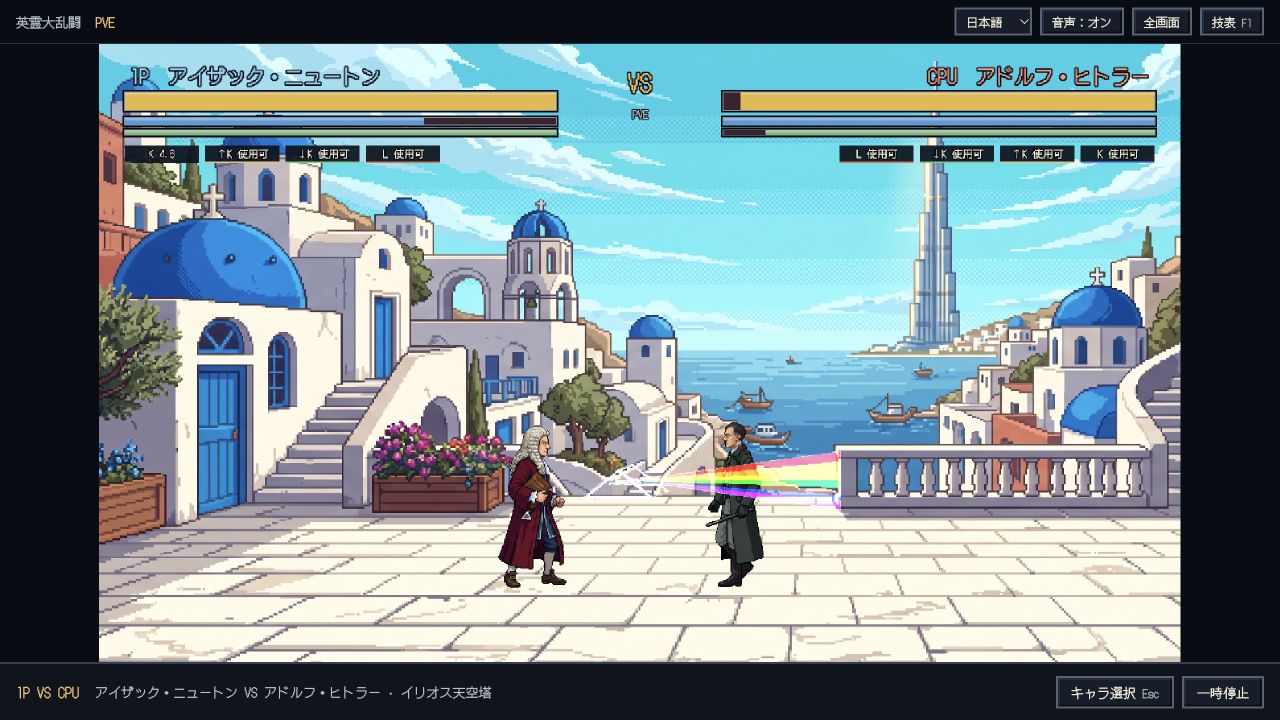 英霊大乱闘 PVE
日本語 音声：オン 全画面 技表 F1
1P アイザック・ニュートン
VS
PVE
CPU アドルフ・ヒトラー
K 4.6 ↑K 使用可 ↓K 使用可 L 使用可
L 使用可 ↓K 使用可 ↑K 使用可 K 使用可
1P VS CPU アイザック・ニュートン VS アドルフ・ヒトラー · イリオス天空塔
キャラ選択 Esc 一時停止